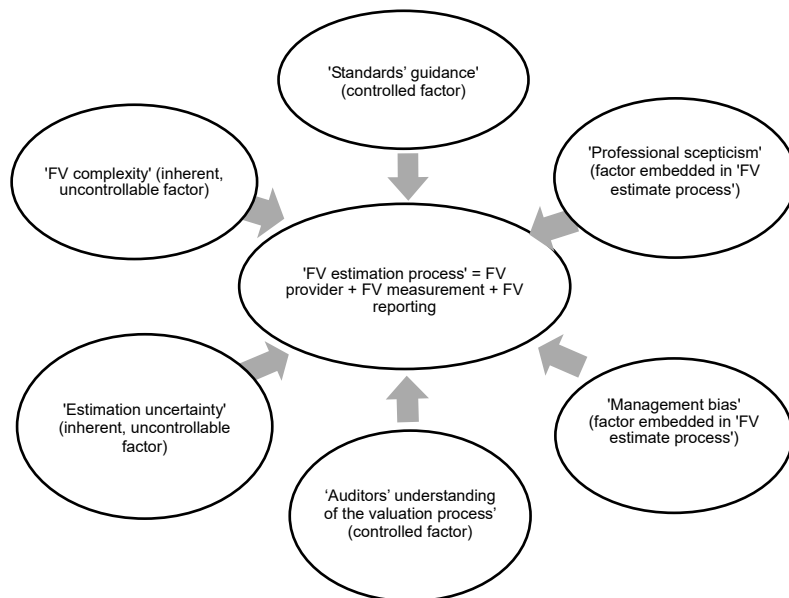 'Standards' guidance'
(controlled factor)
'FV complexity' (inherent,
uncontrollable factor)
'Professional scepticism'
(factor embedded in 'FV
estimate process')
'FV estimation process' = FV
provider + FV measurement + FV
reporting
'Estimation uncertainty'
(inherent, uncontrollable
factor)
'Management bias'
(factor embedded in 'FV
estimate process')
‘Auditors’ understanding
of the valuation process’
(controlled factor)